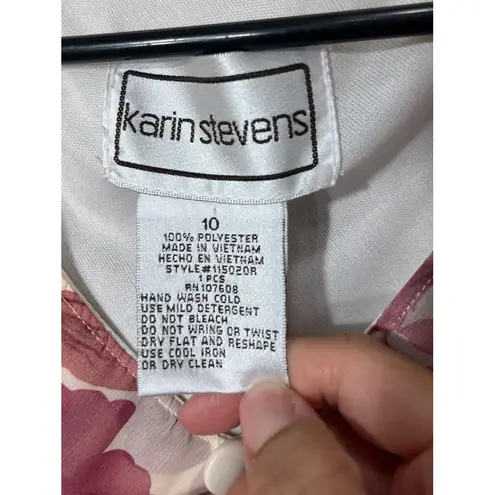 karin stevens
10
100% POLYESTER
MADE IN VIETNAM
HECHO EN VIETNAM
STYLE#115020R
1 PCS
RN107608
HAND WASH COLD
USE MILD DETERGENT
DO NOT BLEACH
DO NOT WRING OR TWIST
DRY FLAT AND RESHAPE
USE COOL IRON
OR DRY CLEAN